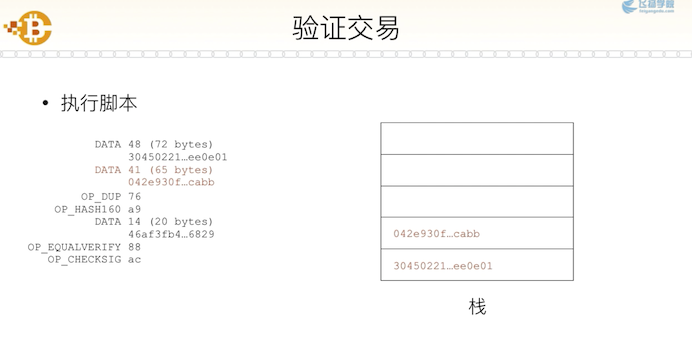 飞扬学院
验证交易
• 执行脚本
DATA 48 (72 bytes)
30450221…ee0e01
DATA 41 (65 bytes)
042e930f…cabb
OP_DUP 76
OP_HASH160 a9
DATA 14 (20 bytes)
46af3fb4…6829
OP_EQUALVERIFY 88
OP_CHECKSIG ac
042e930f…cabb
30450221…ee0e01
栈